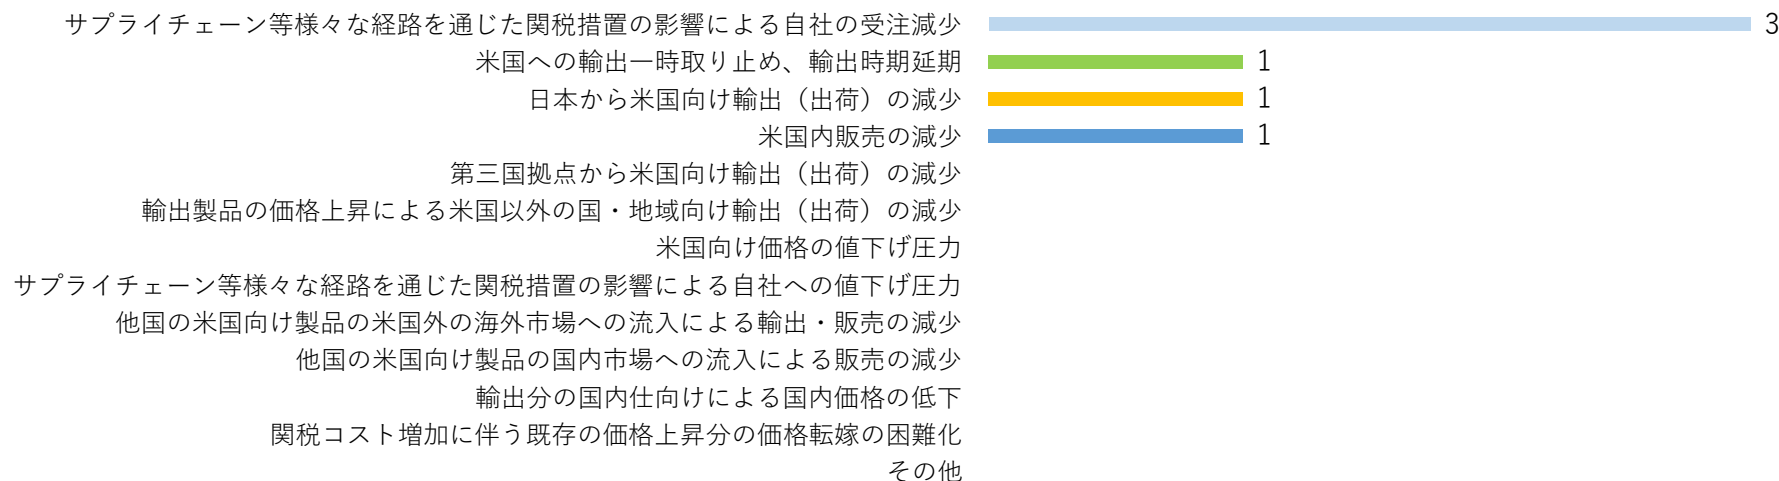 サプライチェーン等様々な経路を通じた関税措置の影響による自社の受注減少 3
米国への輸出一時取り止め、輸出時期延期 1
日本から米国向け輸出（出荷）の減少 1
米国内販売の減少 1
第三国拠点から米国向け輸出（出荷）の減少
輸出製品の価格上昇による米国以外の国・地域向け輸出（出荷）の減少
米国向け価格の値下げ圧力
サプライチェーン等様々な経路を通じた関税措置の影響による自社への値下げ圧力
他国の米国向け製品の米国外の海外市場への流入による輸出・販売の減少
他国の米国向け製品の国内市場への流入による販売の減少
輸出分の国内仕向けによる国内価格の低下
関税コスト増加に伴う既存の価格上昇分の価格転嫁の困難化
その他